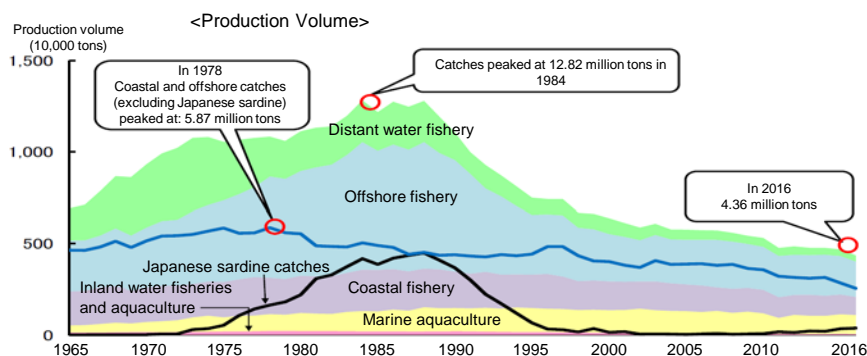 <Production Volume>
Production volume
(10,000 tons)
1,500
1,000
500
0
In 1978
Coastal and offshore catches
(excluding Japanese sardine)
peaked at: 5.87 million tons
Catches peaked at 12.82 million tons in
1984
Distant water fishery
Offshore fishery
In 2016
4.36 million tons
Japanese sardine catches
Inland water fisheries
and aquaculture
Coastal fishery
Marine aquaculture
1965 1970 1975 1980 1985 1990 1995 2000 2005 2010 2016